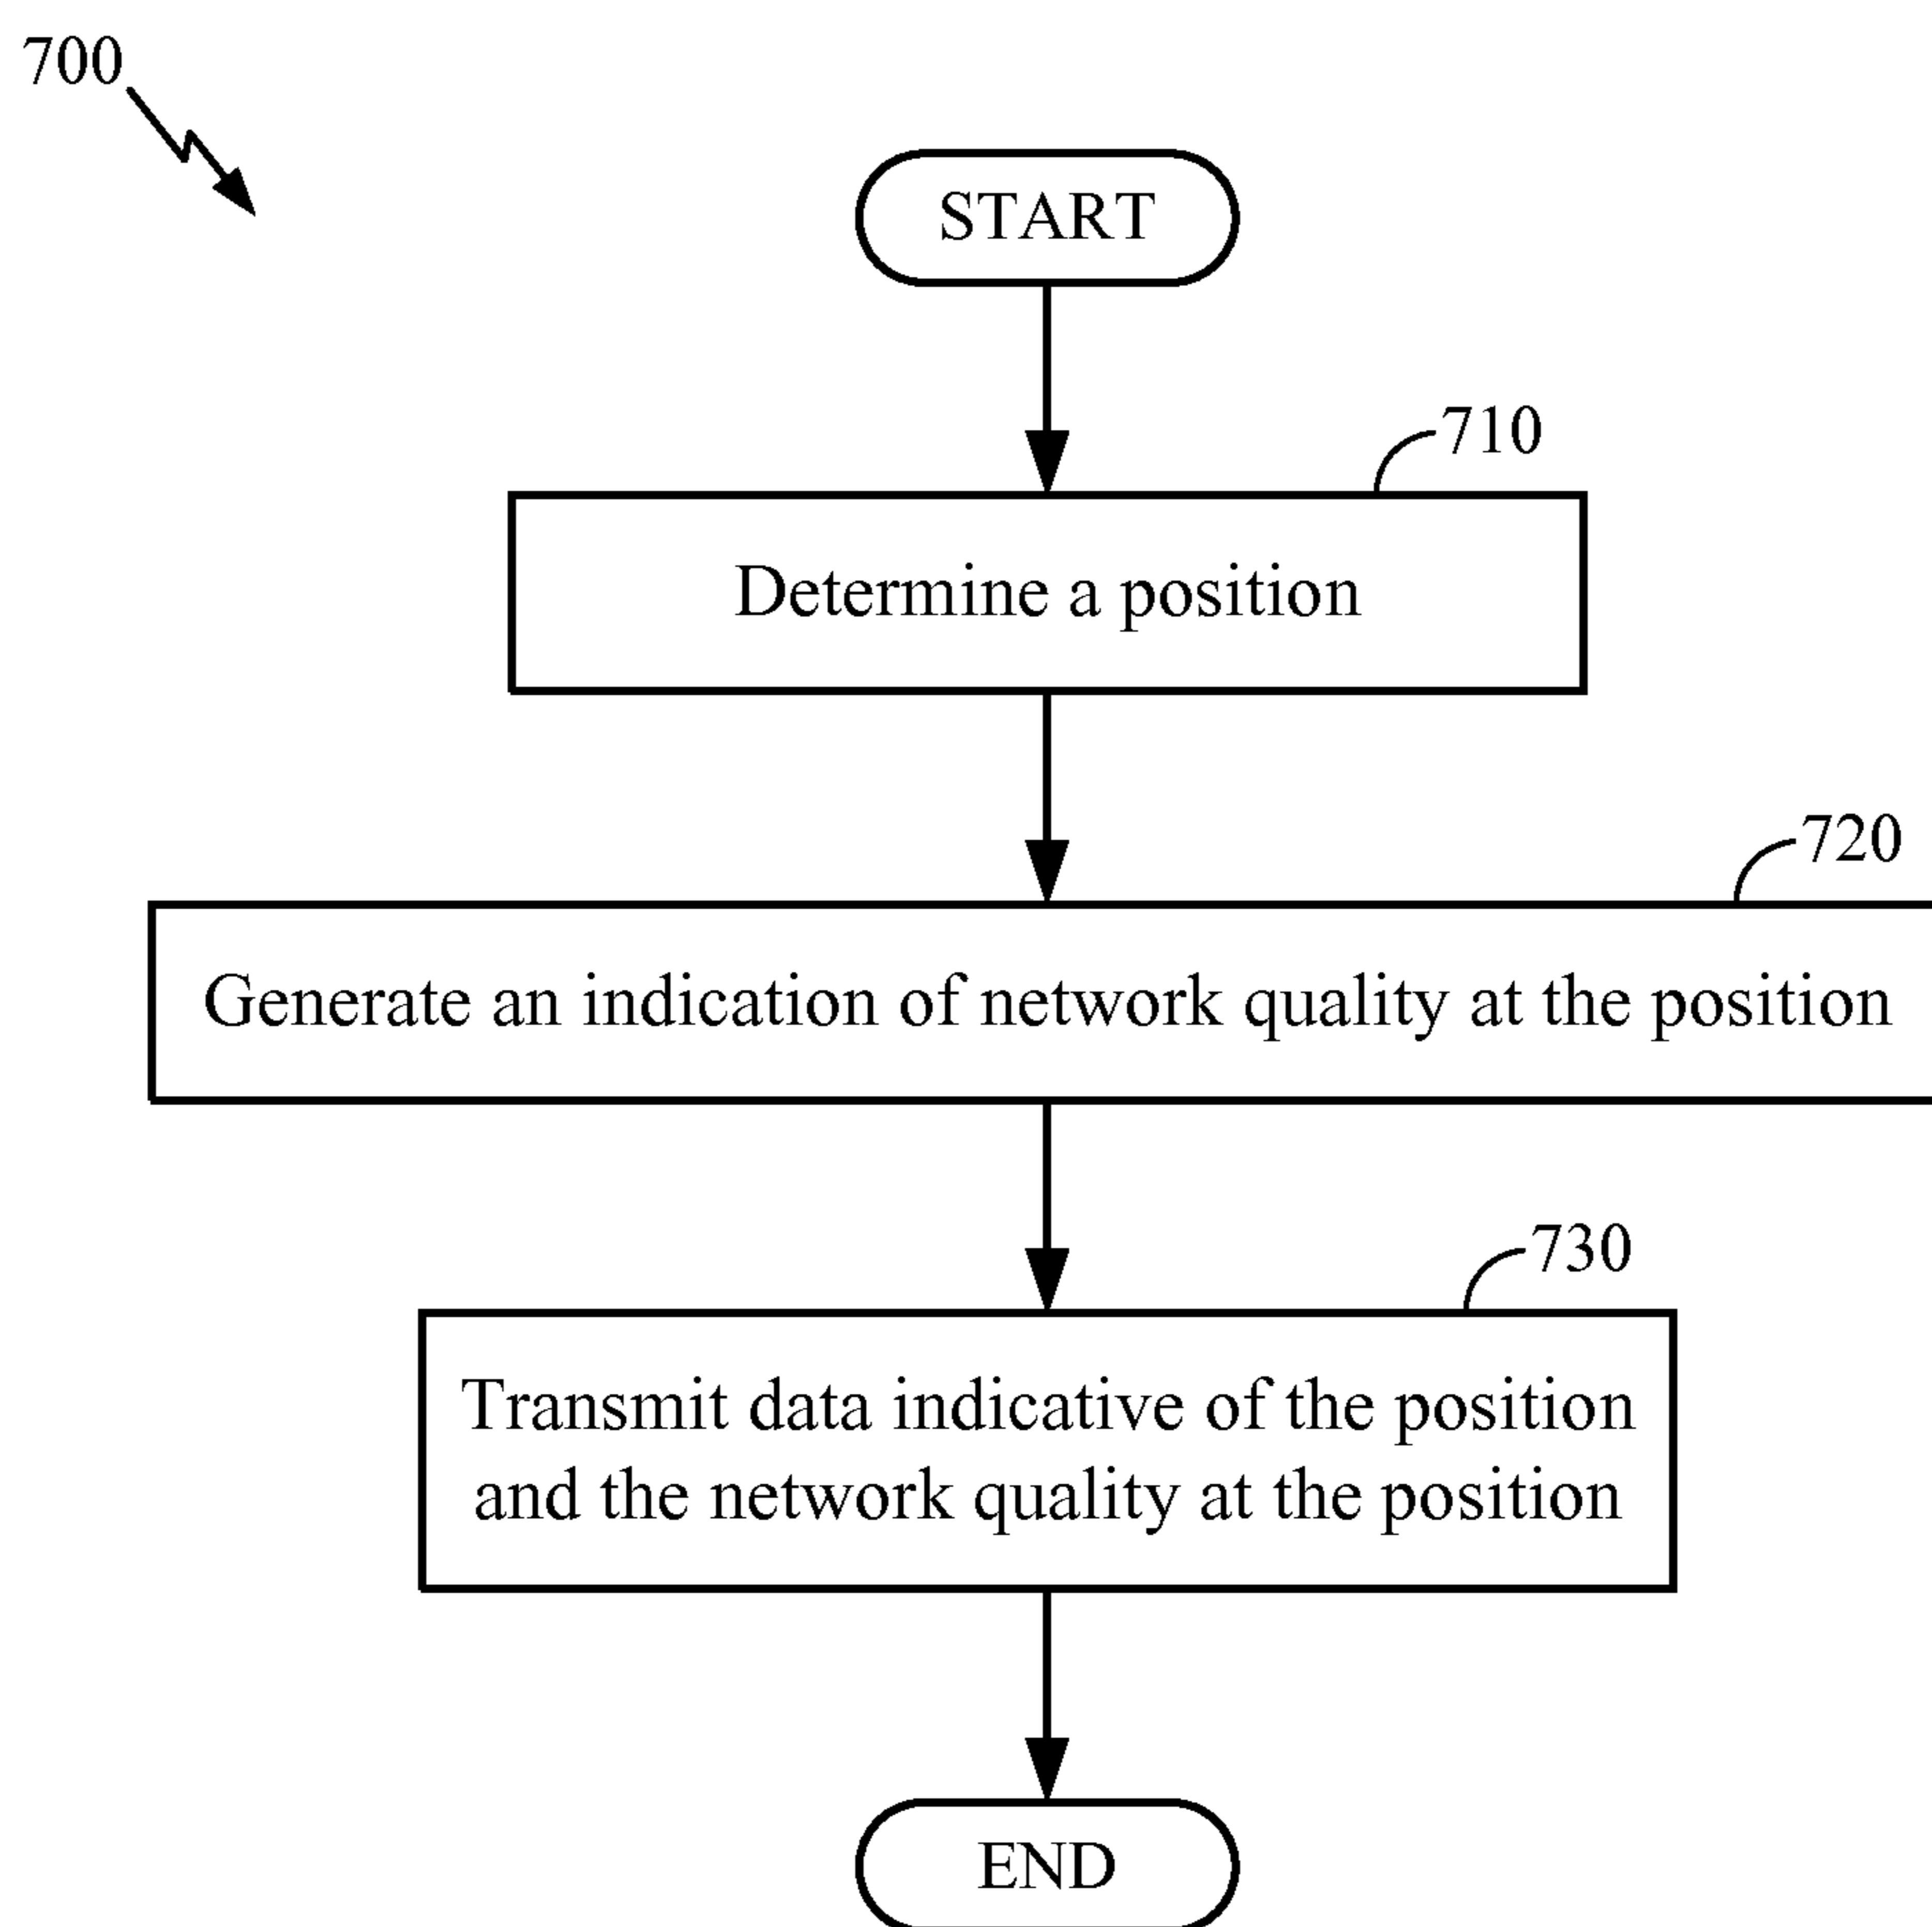 700
START
710
Determine a position
720
Generate an indication of network quality at the position
730
Transmit data indicative of the position
and the network quality at the position
END